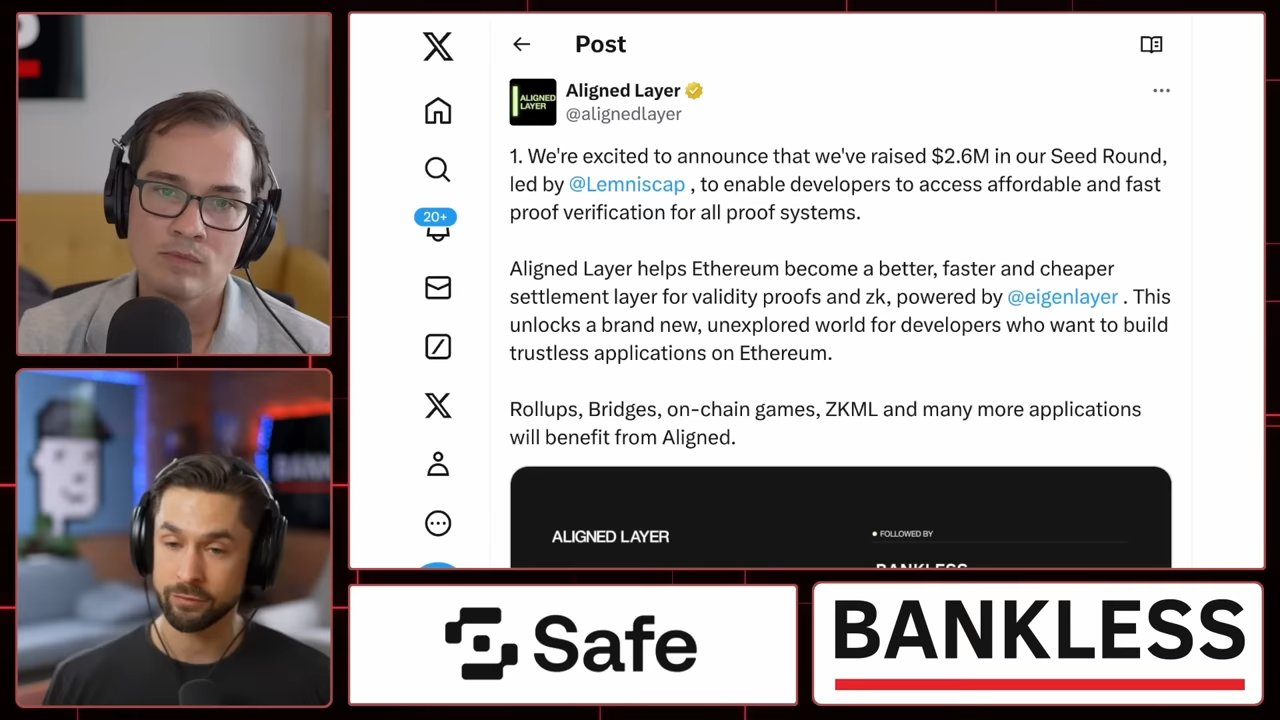 Post
ALIGNED
LAYER
Aligned Layer
@alignedlayer
1. We're excited to announce that we've raised $2.6M in our Seed Round,
led by @Lemniscap , to enable developers to access affordable and fast
proof verification for all proof systems.
20+
Aligned Layer helps Ethereum become a better, faster and cheaper
settlement layer for validity proofs and zk, powered by @eigenlayer . This
unlocks a brand new, unexplored world for developers who want to build
trustless applications on Ethereum.
Rollups, Bridges, on-chain games, ZKML and many more applications
will benefit from Aligned.
ALIGNED LAYER
FOLLOWED BY
BANKLESS
Safe
BANKLESS